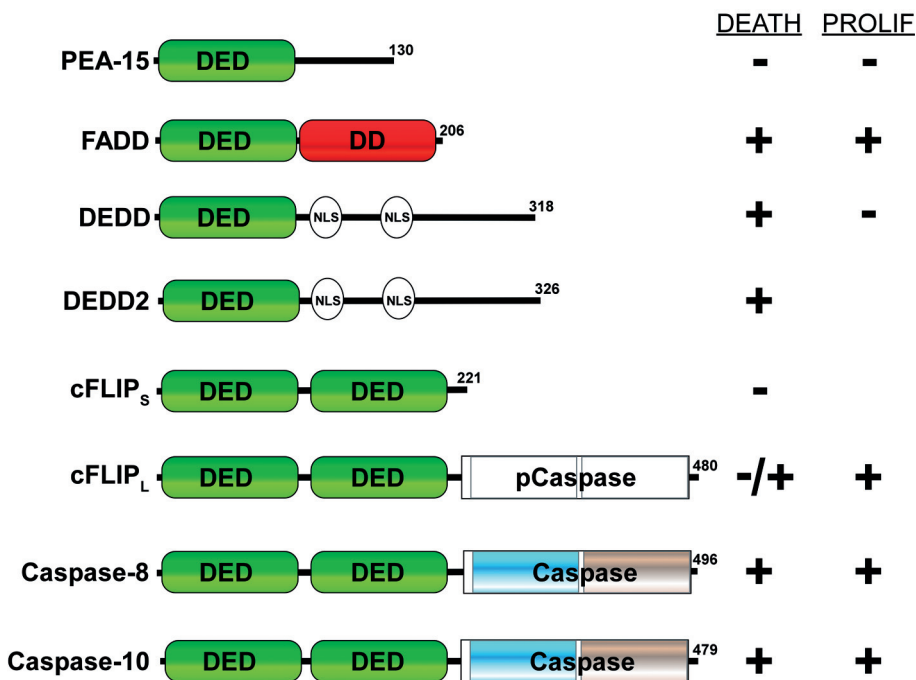 DEATH PROLIF
PEA-15 DED 130 - -
FADD DED DD 206 + +
DEDD DED NLS NLS 318 + -
DEDD2 DED NLS NLS 326 +
cFLIPS DED DED 221 -
cFLIPL DED DED pCaspase 480 -/+ +
Caspase-8 DED DED Caspase 496 + +
Caspase-10 DED DED Caspase 479 + +